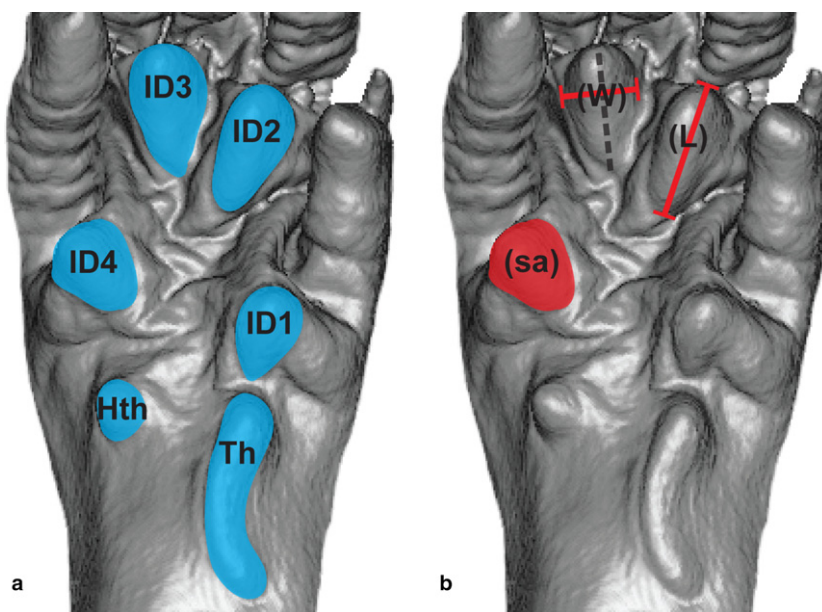 ID3
ID2
ID4
ID1
Hth
Th
a
(W)
(L)
(sa)
b